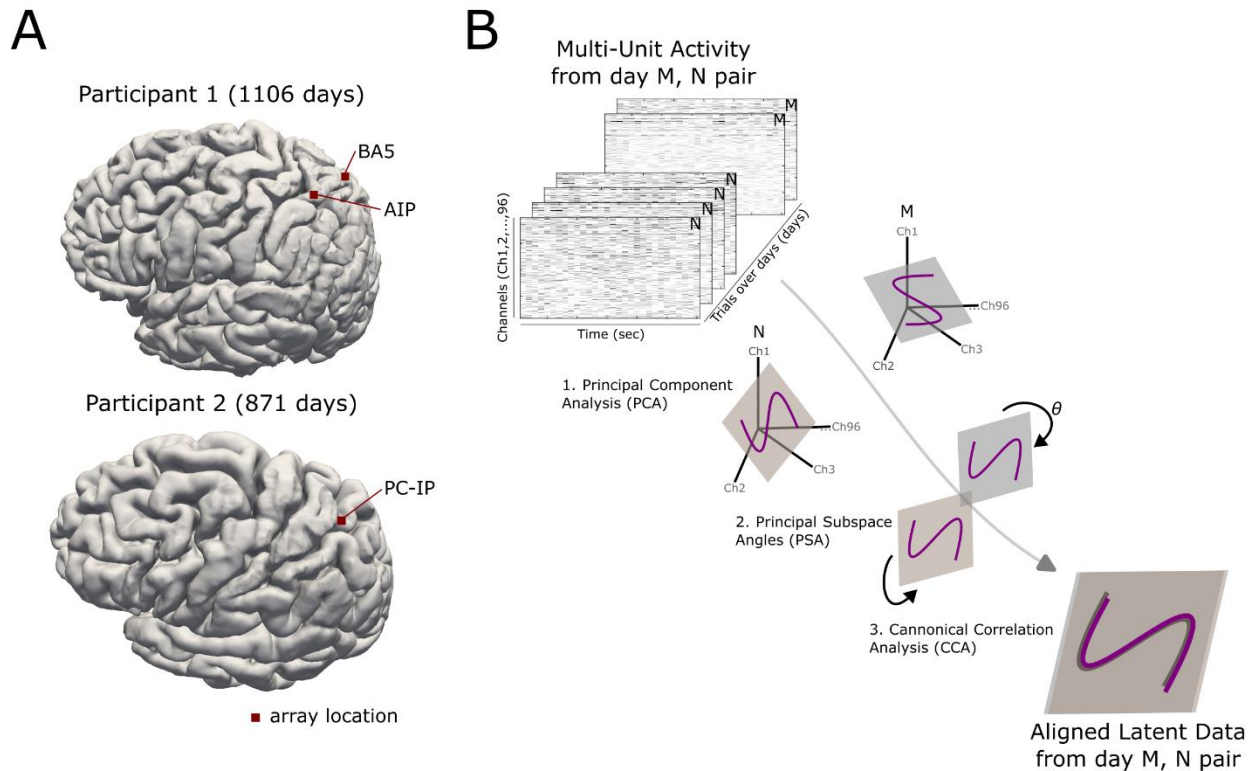 A
Participant 1 (1106 days)
BA5
AIP
Participant 2 (871 days)
PC-IP
array location
B
Multi-Unit Activity
from day M, N pair
M
M
N
N
N
N
Channels (Ch1,2,...,96)
Time (sec)
Trials over days (days)
M
Ch1
...Ch96
Ch3
Ch2
N
Ch1
...Ch96
Ch3
Ch2
1. Principal Component
Analysis (PCA)
θ
2. Principal Subspace
Angles (PSA)
3. Cannonical Correlation
Analysis (CCA)
Aligned Latent Data
from day M, N pair